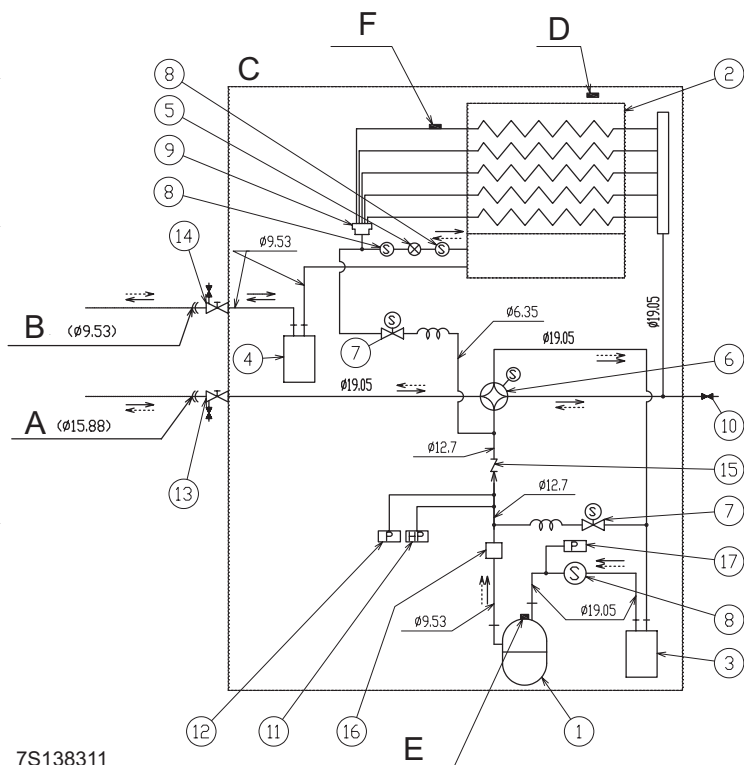 F
D
C
8
2
5
9
8
14
ø9.53
B (ø9.53)
4
7
S
S
S
ø6.35
ø19.05
ø19.05
6
S
ø19.05
A (ø15.88)
10
13
ø12.7
15
ø12.7
7
S
P
HP
P
17
S
8
ø9.53
ø19.05
3
12
11
16
1
E
7S138311